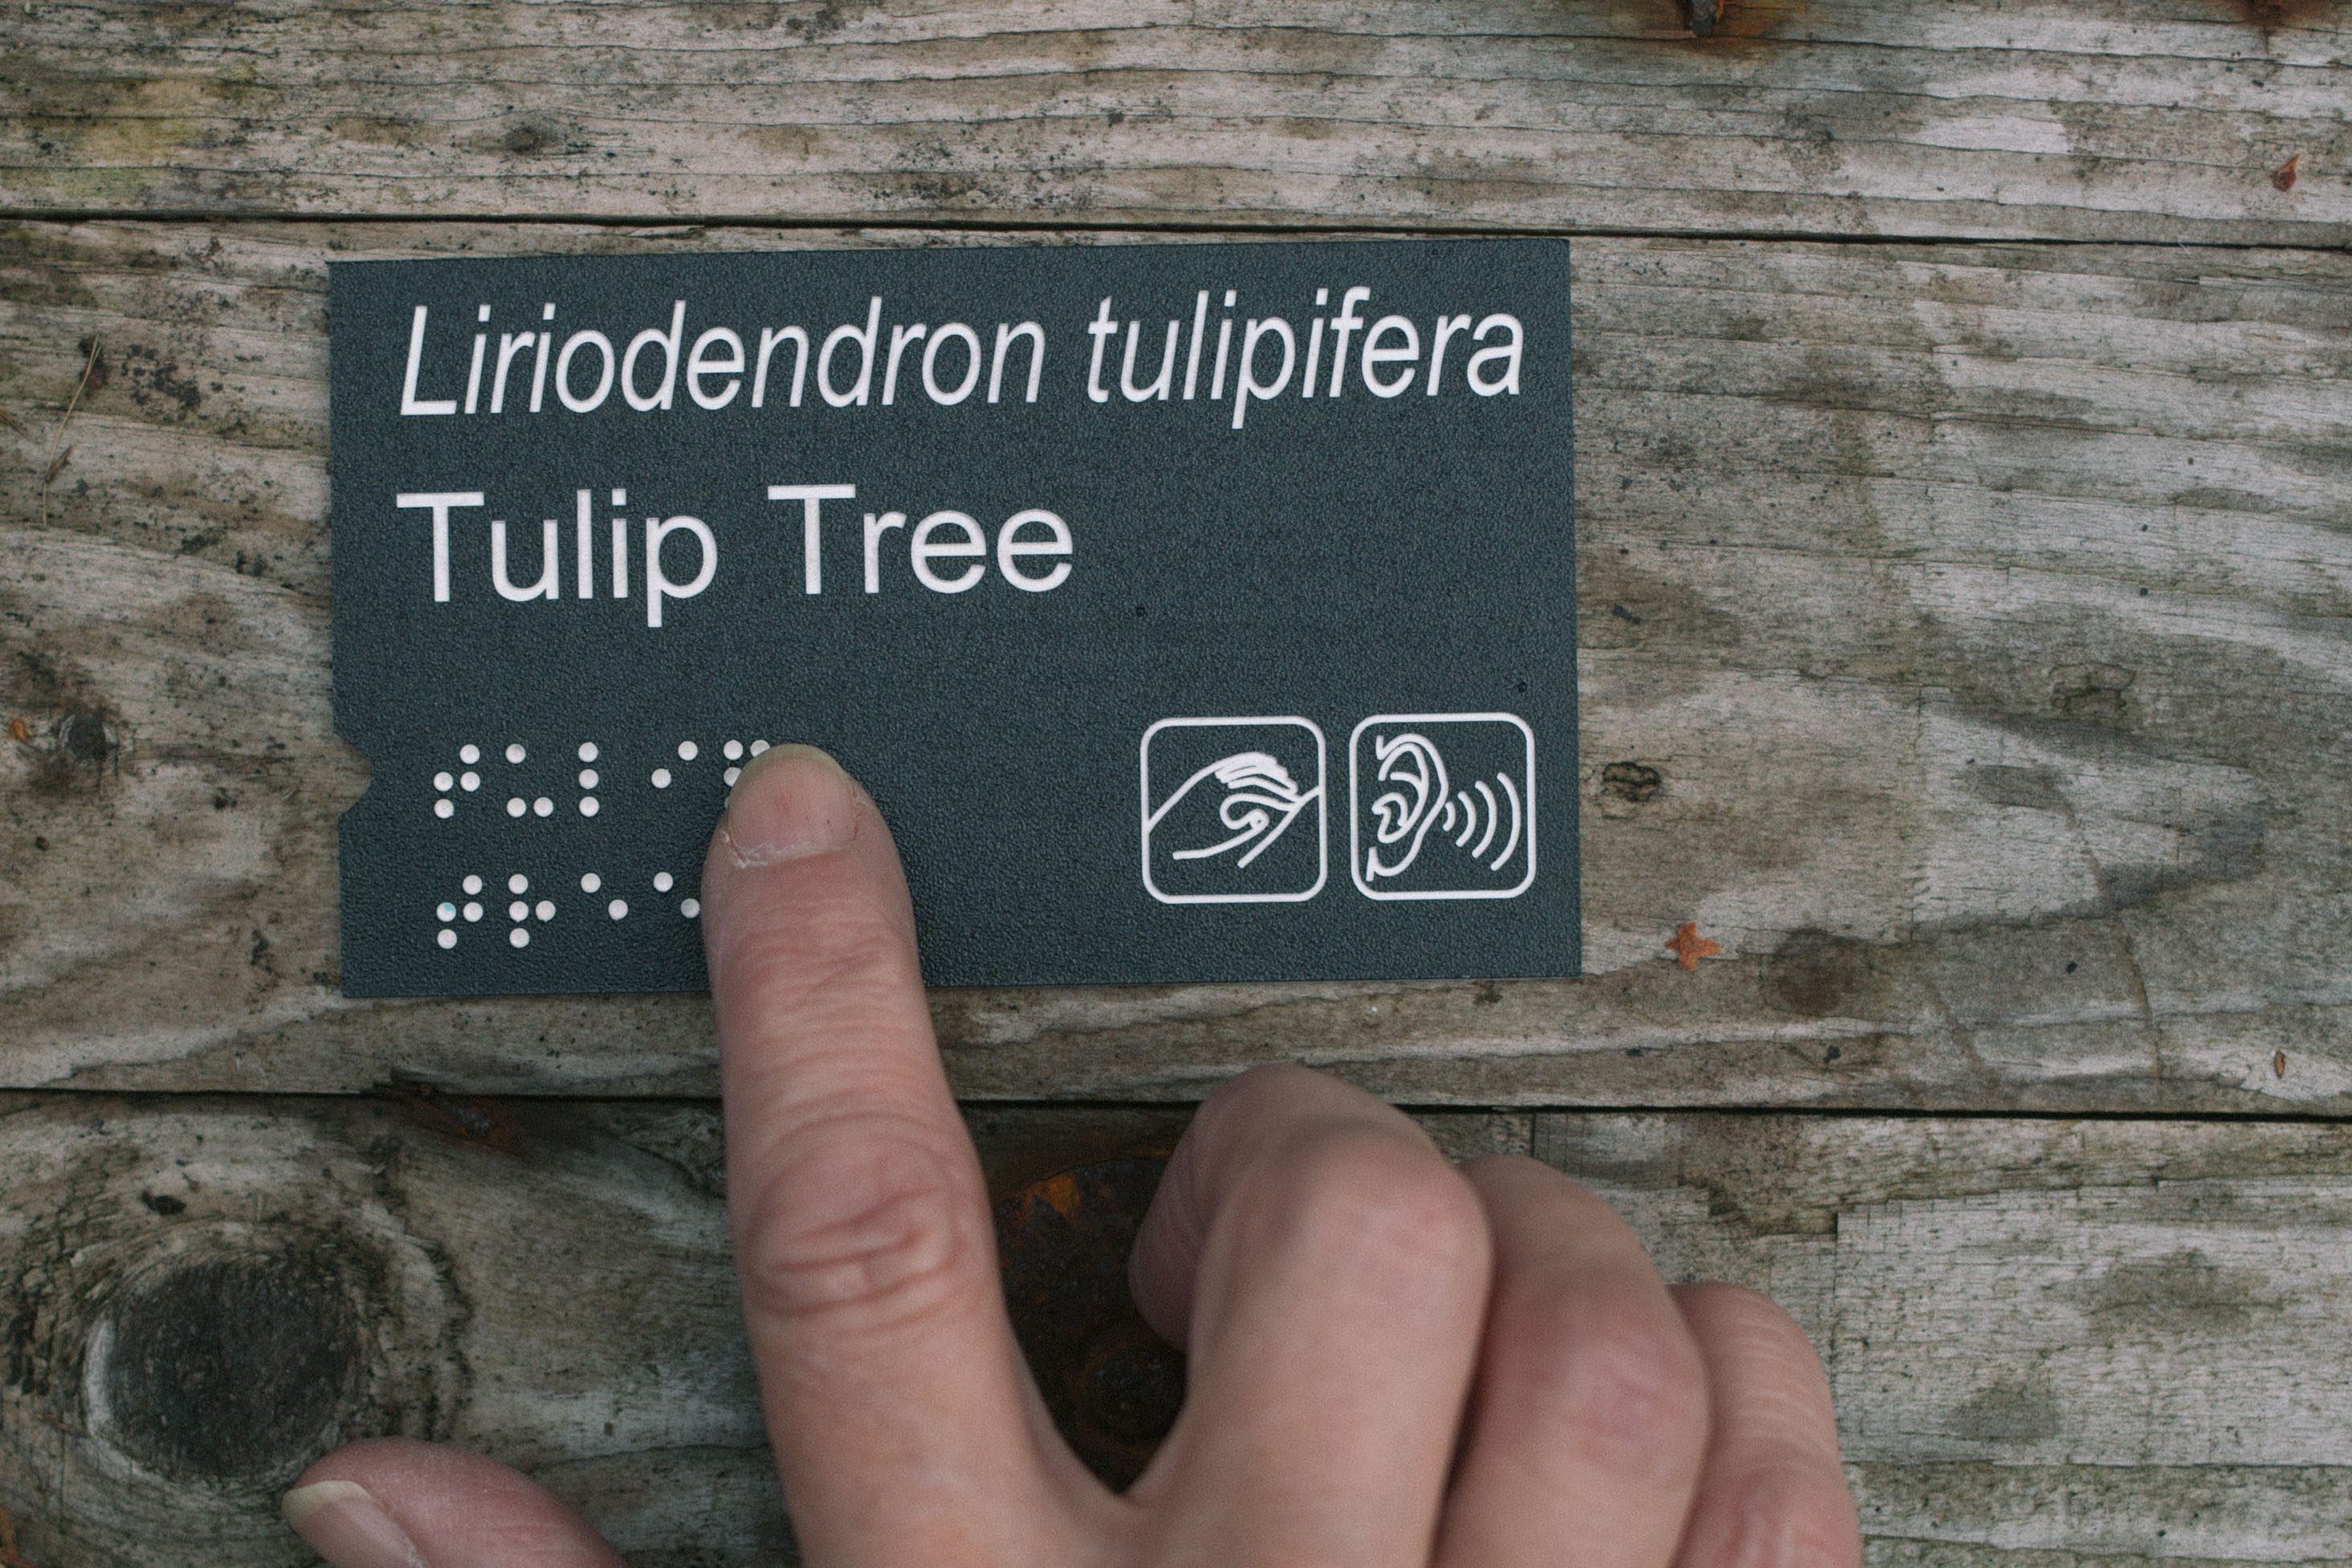 Liriodendron tulipifera
Tulip Tree
⠞⠥⠇⠊⠏
⠞⠗⠑⠑